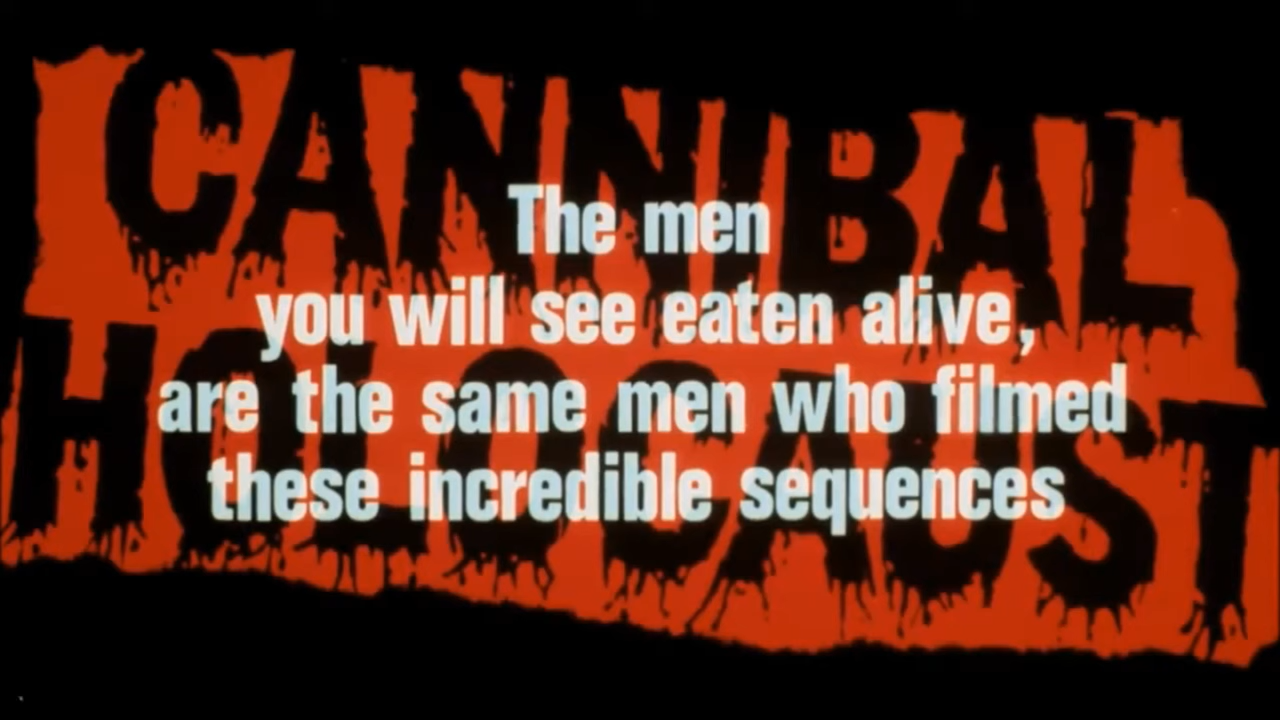 CANNIBAL
HOLOCAUST
The men
you will see eaten alive,
are the same men who filmed
these incredible sequences